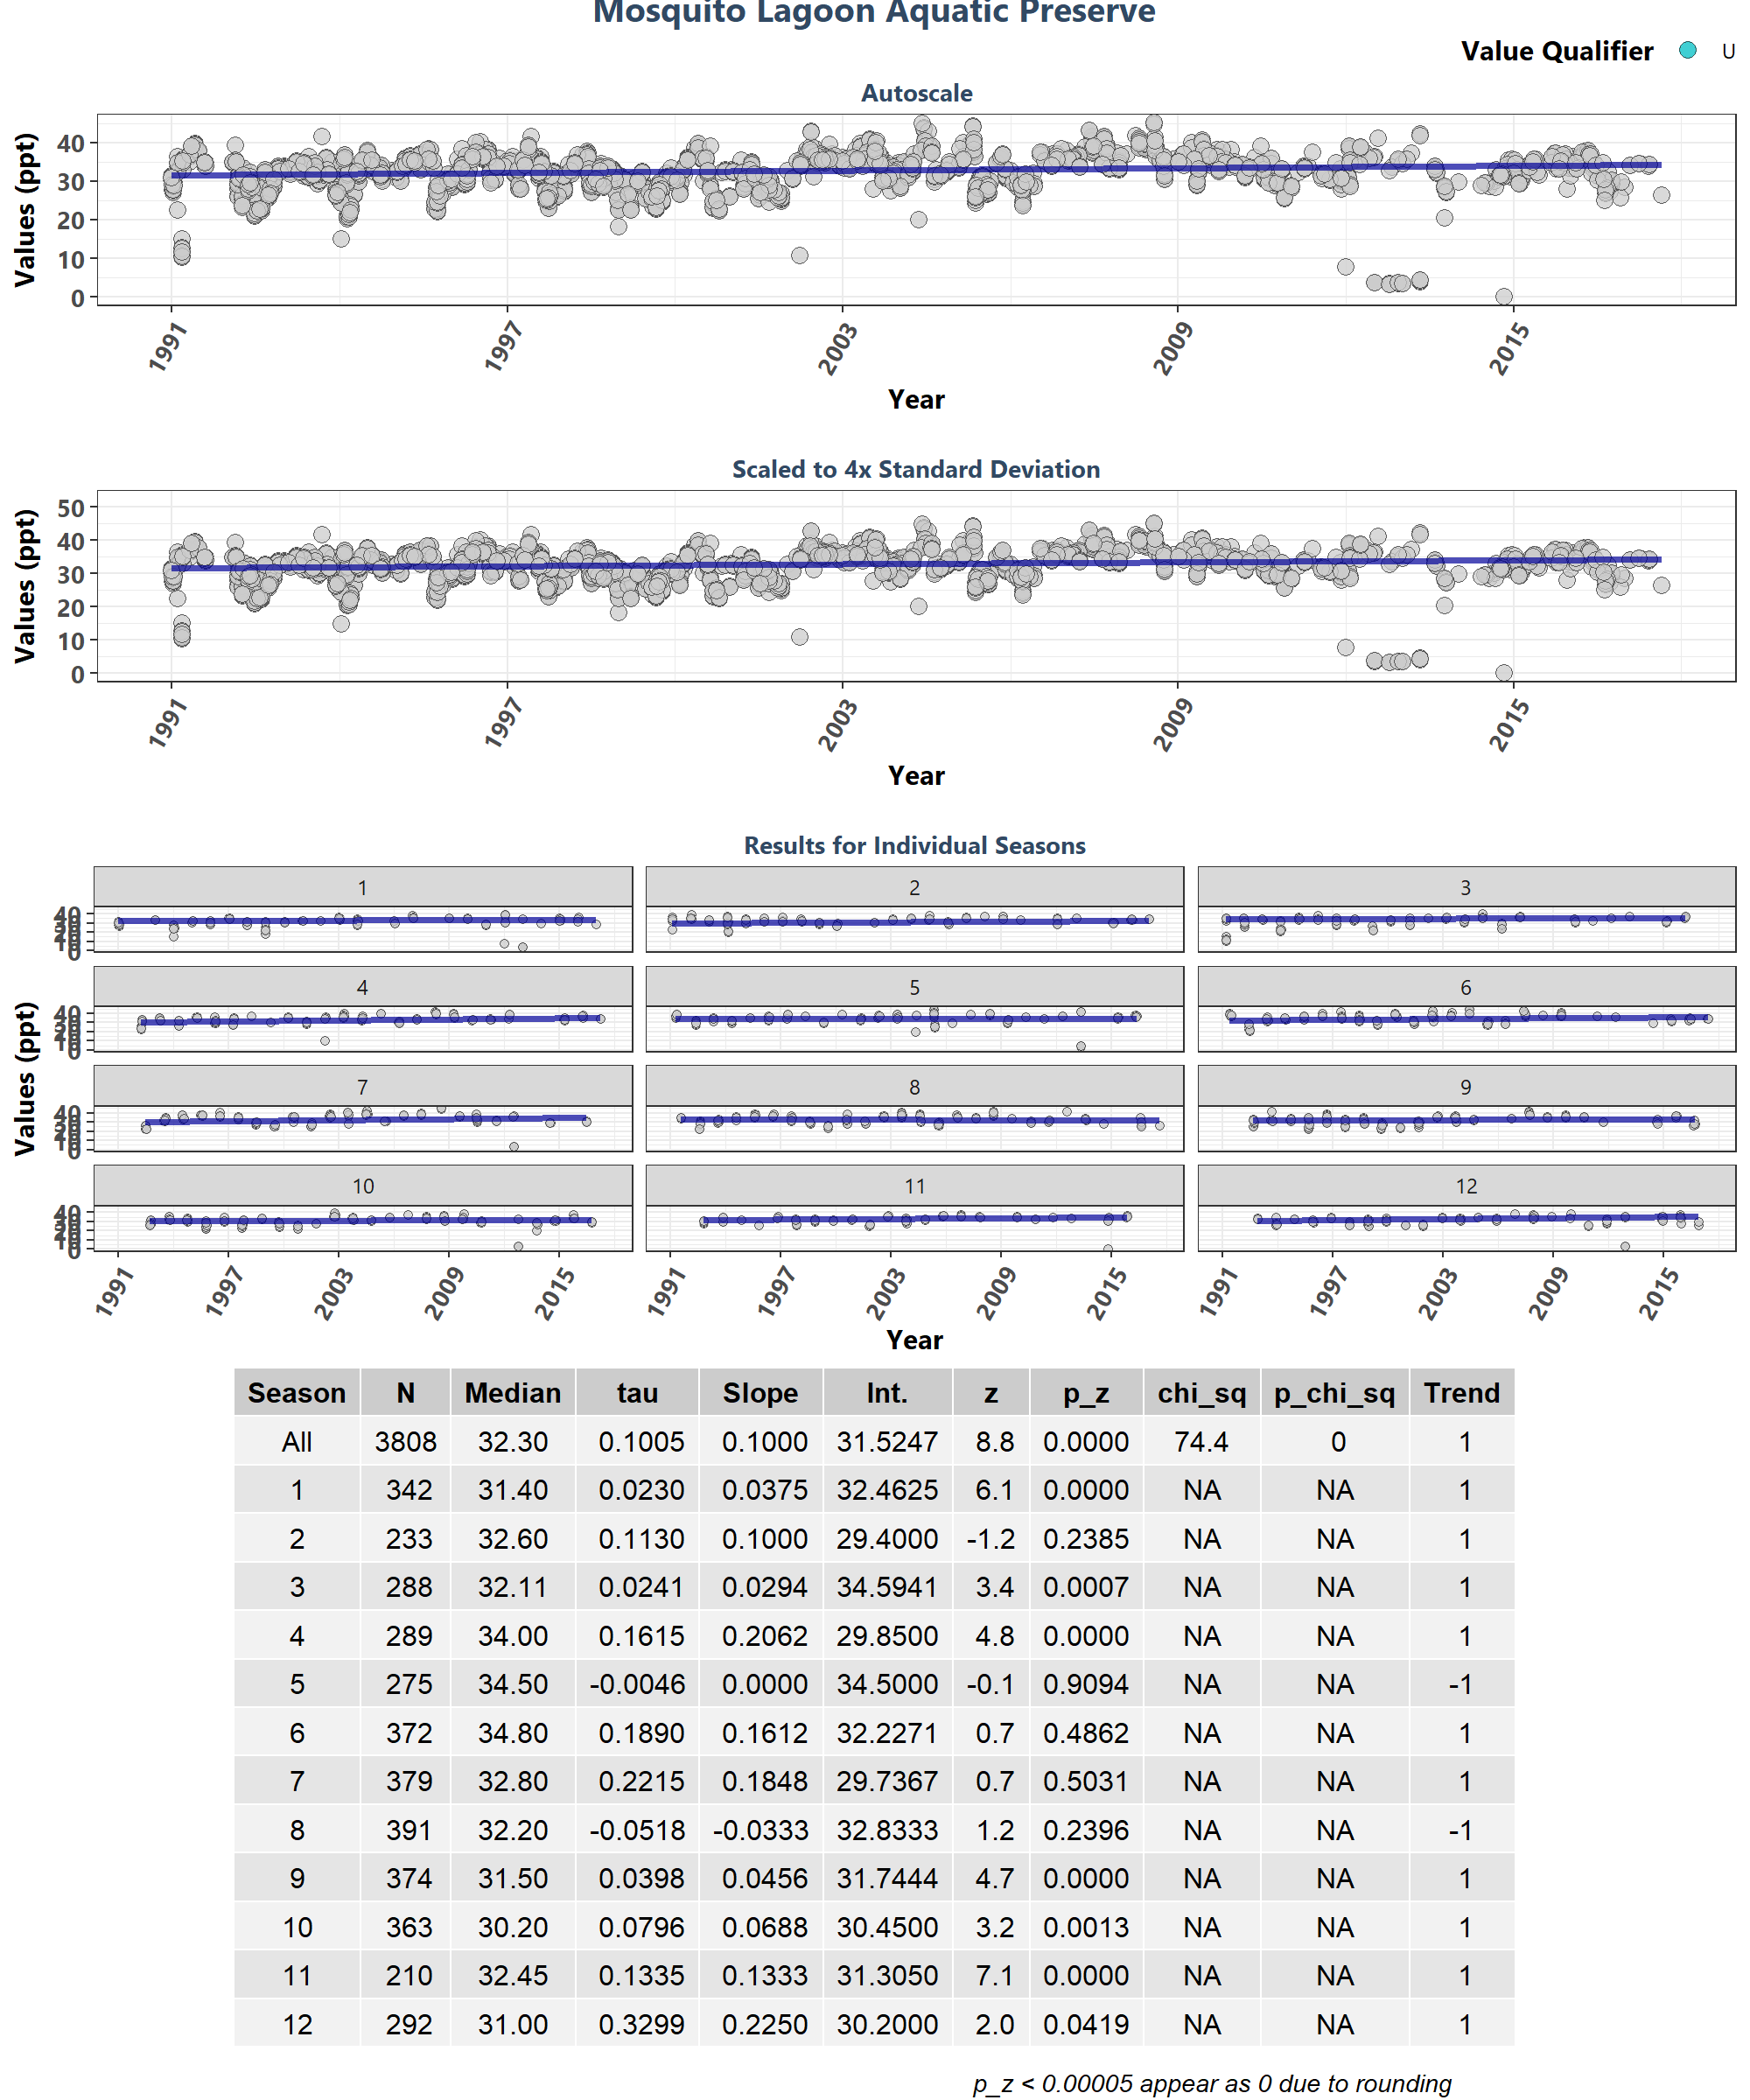 Mosquito Lagoon Aquatic Preserve
Value Qualifier U
Autoscale
Values (ppt)
40
30
20
10
0
1991 1997 2003 2009 2015
Year
Scaled to 4x Standard Deviation
Values (ppt)
50
40
30
20
10
0
1991 1997 2003 2009 2015
Year
Results for Individual Seasons
Values (ppt)
1 2 3
40
0
4 5 6
40
0
7 8 9
40
0
10 11 12
40
0
1991 1997 2003 2009 2015 1991 1997 2003 2009 2015 1991 1997 2003 2009 2015
Year
Season N Median tau Slope Int. z p_z chi_sq p_chi_sq Trend
All 3808 32.30 0.1005 0.1000 31.5247 8.8 0.0000 74.4 0 1
1 342 31.40 0.0230 0.0375 32.4625 6.1 0.0000 NA NA 1
2 233 32.60 0.1130 0.1000 29.4000 -1.2 0.2385 NA NA 1
3 288 32.11 0.0241 0.0294 34.5941 3.4 0.0007 NA NA 1
4 289 34.00 0.1615 0.2062 29.8500 4.8 0.0000 NA NA 1
5 275 34.50 -0.0046 0.0000 34.5000 -0.1 0.9094 NA NA -1
6 372 34.80 0.1890 0.1612 32.2271 0.7 0.4862 NA NA 1
7 379 32.80 0.2215 0.1848 29.7367 0.7 0.5031 NA NA 1
8 391 32.20 -0.0518 -0.0333 32.8333 1.2 0.2396 NA NA -1
9 374 31.50 0.0398 0.0456 31.7444 4.7 0.0000 NA NA 1
10 363 30.20 0.0796 0.0688 30.4500 3.2 0.0013 NA NA 1
11 210 32.45 0.1335 0.1333 31.3050 7.1 0.0000 NA NA 1
12 292 31.00 0.3299 0.2250 30.2000 2.0 0.0419 NA NA 1
p_z < 0.00005 appear as 0 due to rounding